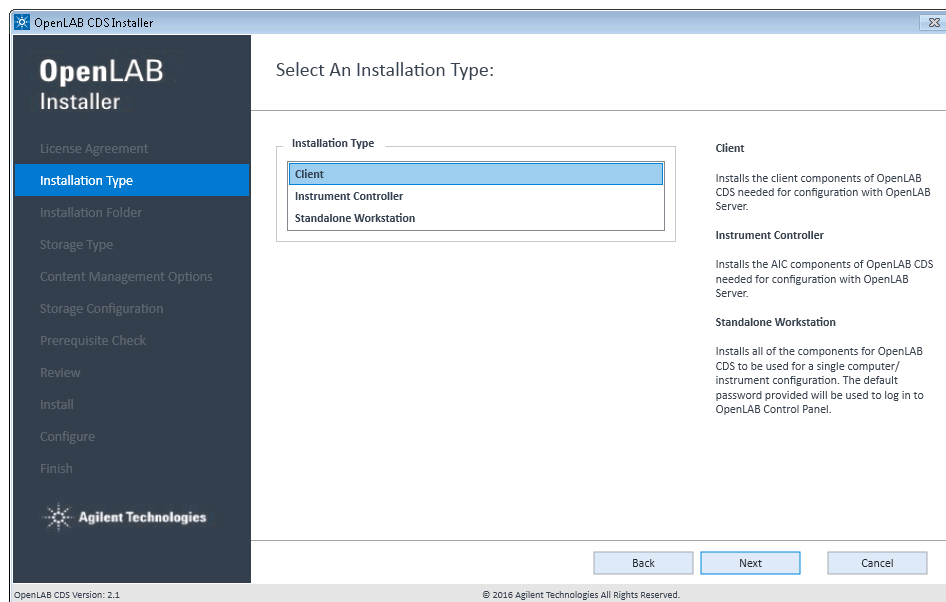 OpenLAB CDS Installer
OpenLAB
Installer
License Agreement
Installation Type
Installation Folder
Storage Type
Content Management Options
Storage Configuration
Prerequisite Check
Review
Install
Configure
Finish
Agilent Technologies
Select An Installation Type:
Installation Type
Client
Instrument Controller
Standalone Workstation
Client
Installs the client components of OpenLAB
CDS needed for configuration with OpenLAB
Server.
Instrument Controller
Installs the AIC components of OpenLAB CDS
needed for configuration with OpenLAB
Server.
Standalone Workstation
Installs all of the components for OpenLAB
CDS to be used for a single computer/
instrument configuration. The default
password provided will be used to log in to
OpenLAB Control Panel.
Back
Next
Cancel
OpenLAB CDS Version: 2.1
© 2016 Agilent Technologies All Rights Reserved.